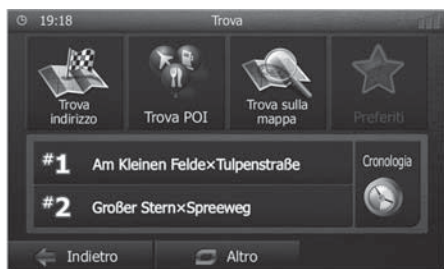 19:18 Trova
Trova indirizzo
Trova POI
Trova sulla mappa
Preferiti
#1 Am Kleinen Felde×Tulpenstraße
#2 Großer Stern×Spreeweg
Cronologia
Indietro
Altro